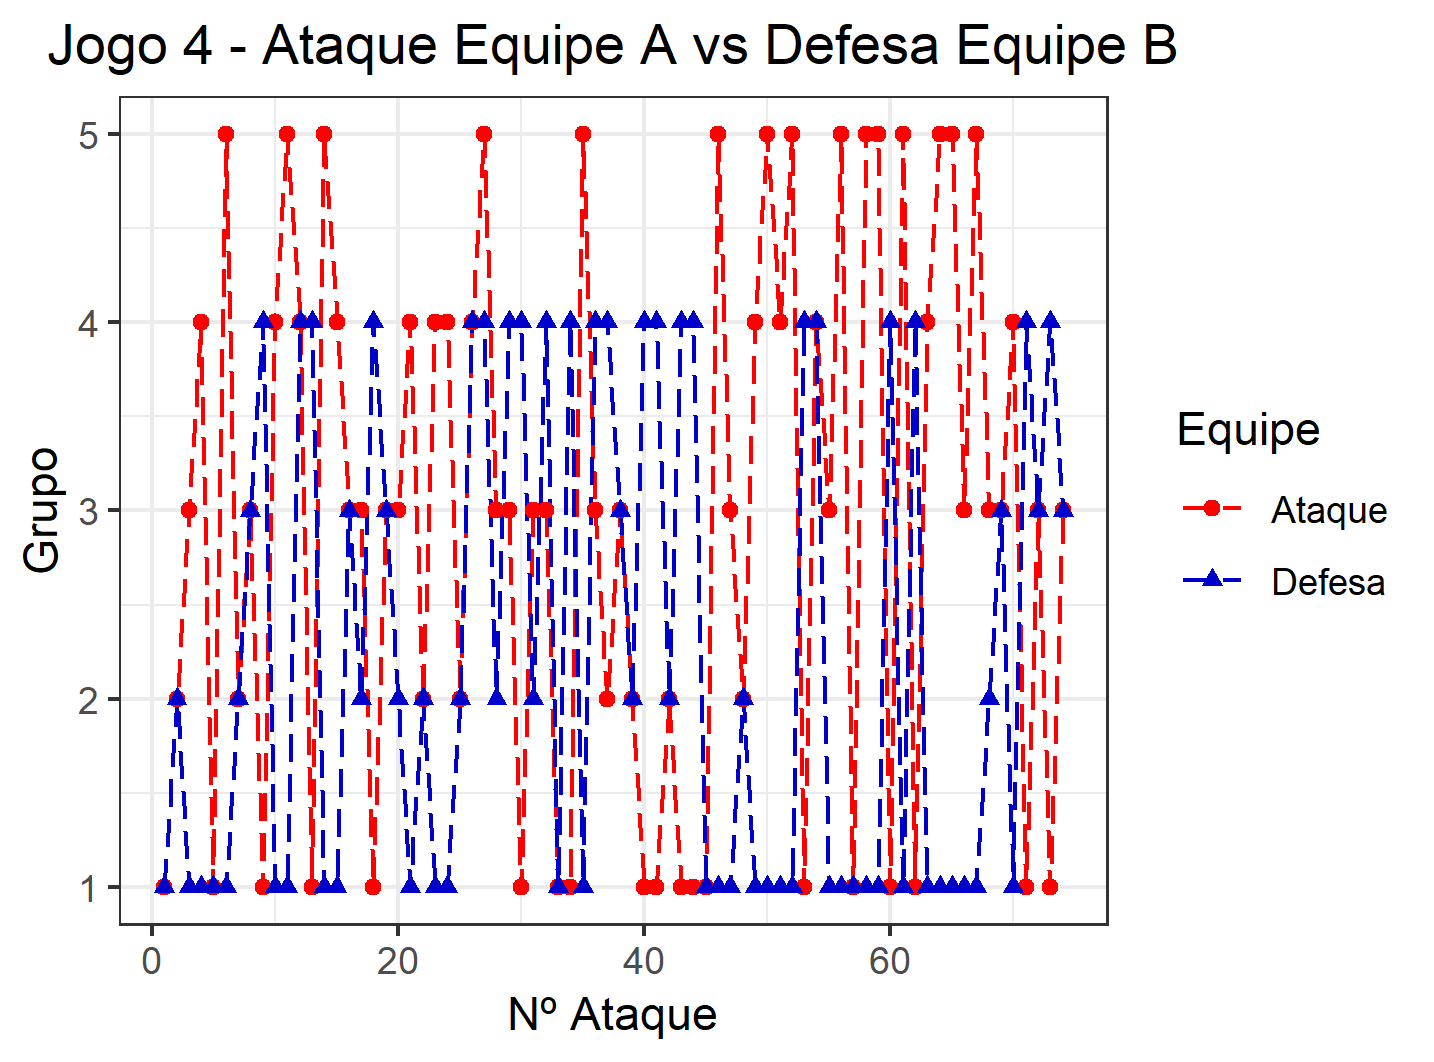 Jogo 4 - Ataque Equipe A vs Defesa Equipe B
5
4
3
2
1
Grupo
0 20 40 60
Nº Ataque
Equipe
Ataque
Defesa